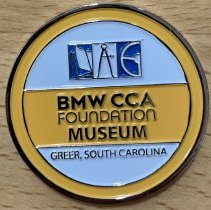 BMW CCA
FOUNDATION
MUSEUM
GREER, SOUTH CAROLINA